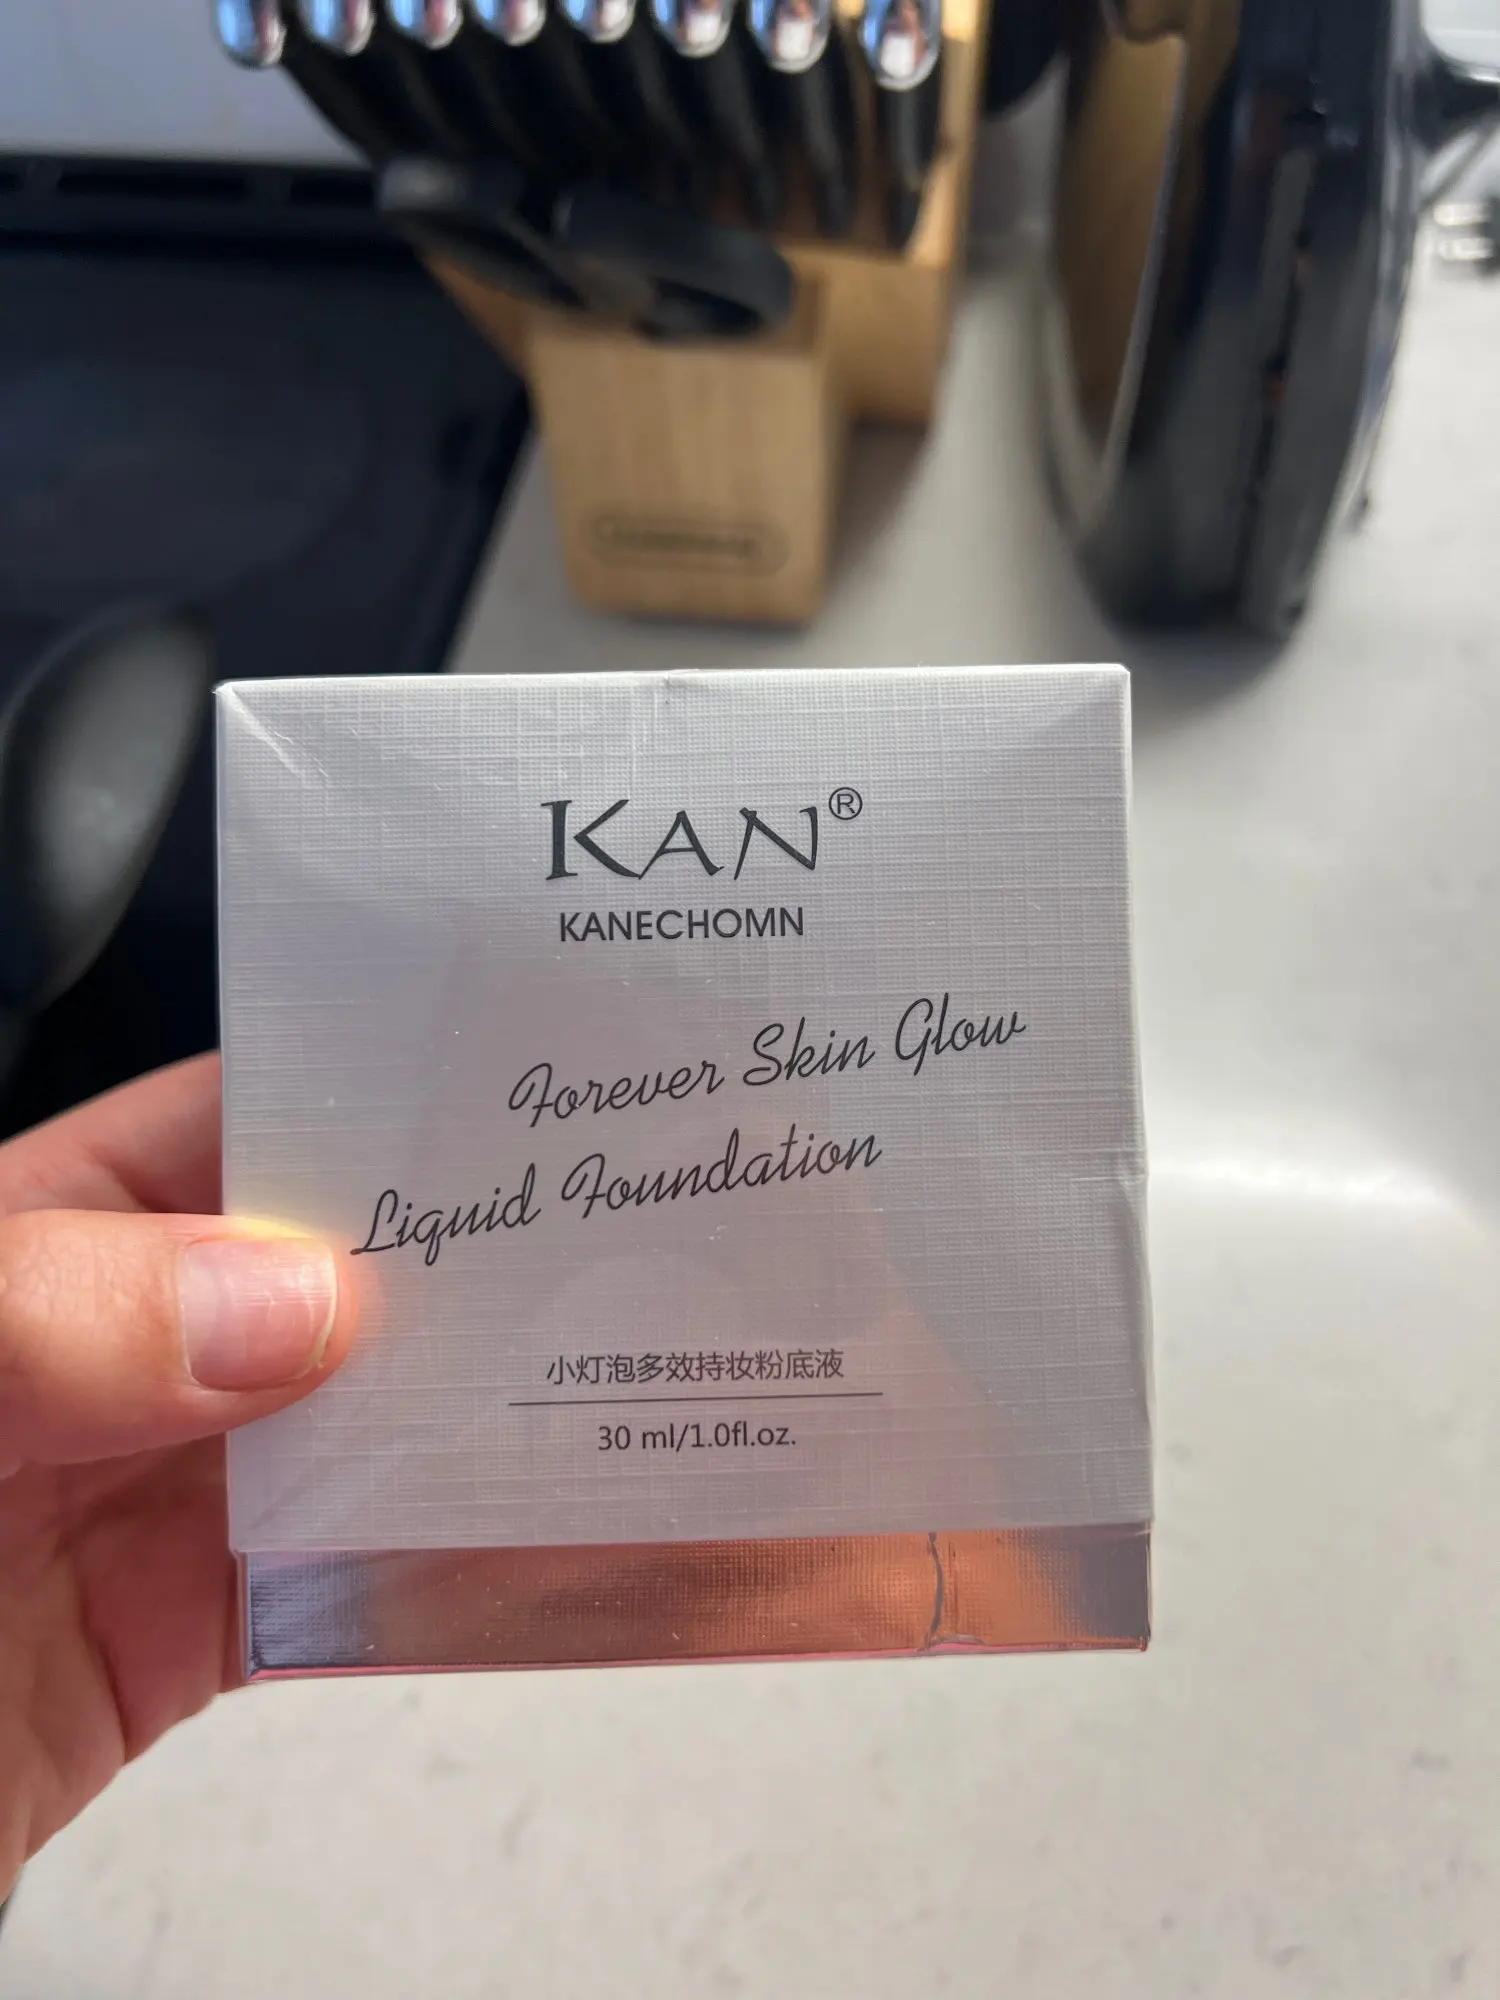 KAN®
KANECHOMN
Forever Skin Glow
Liquid Foundation
小灯泡多效持妆粉底液
30 ml/1.0fl.oz.